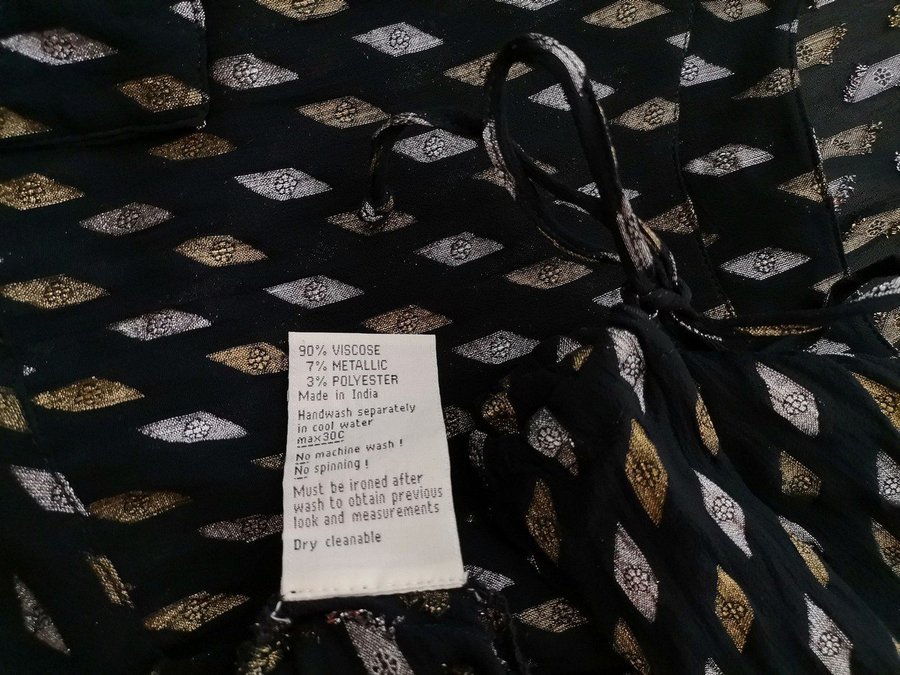 90% VISCOSE
7% METALLIC
3% POLYESTER
Made in India
Handwash separately
in cool water
max30C
No machine wash !
No spinning !
Must be ironed after
wash to obtain previous
look and measurements
Dry cleanable